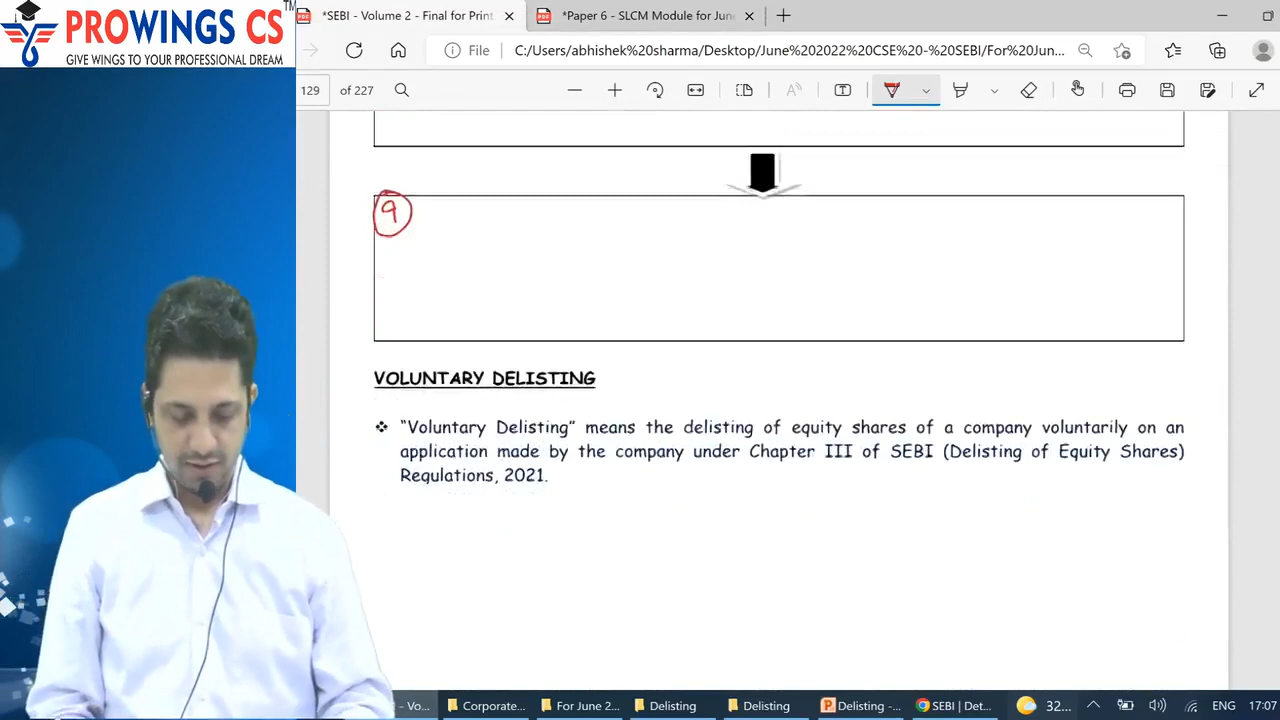 PROWINGS CS™
GIVE WINGS TO YOUR PROFESSIONAL DREAM
*SEBI - Volume 2 - Final for Print
*Paper 6 - SLCM Module for June
File C:/Users/abhishek%20sharma/Desktop/June%202022%20CSE%20-%20SEBI/For%20Jun...
129 of 227
9
VOLUNTARY DELISTING
❖ “Voluntary Delisting” means the delisting of equity shares of a company voluntarily on an
application made by the company under Chapter III of SEBI (Delisting of Equity Shares)
Regulations, 2021.
- Vo... Corporate... For June 2... Delisting Delisting Delisting -... SEBI | Det... 32... ENG 17:07